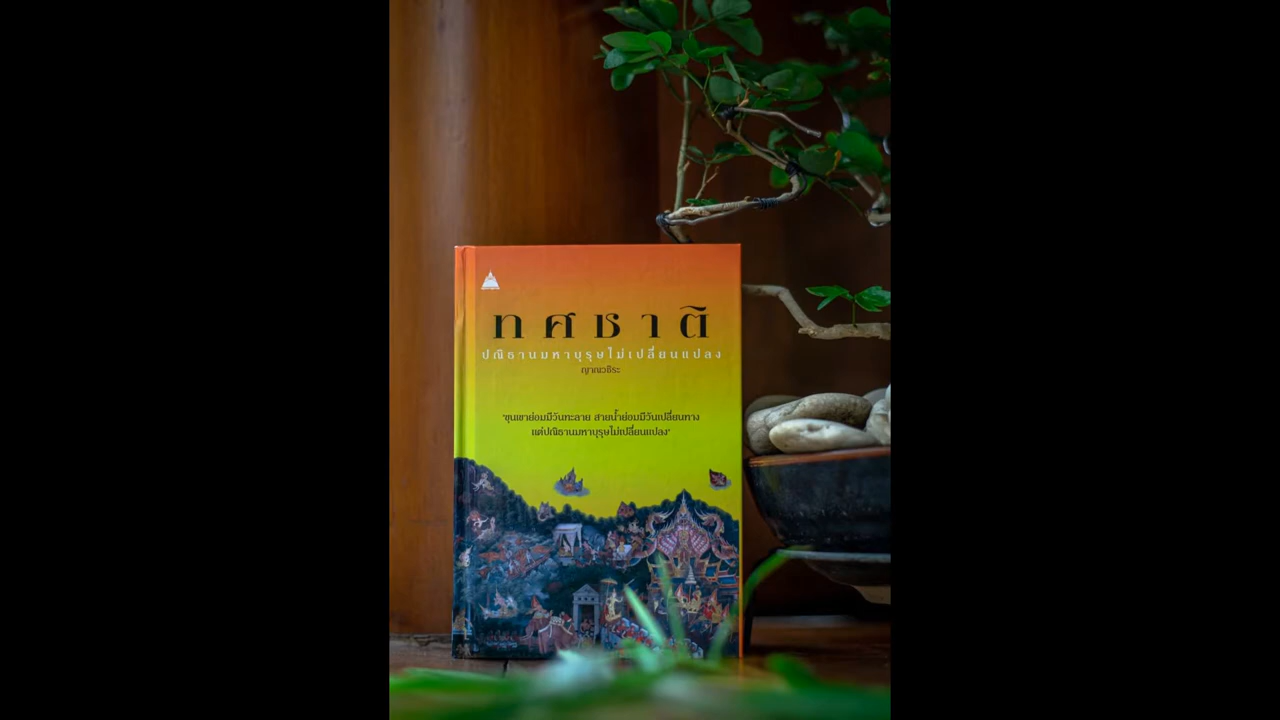 ทศชาติ
ปณิธานมหาบุรุษไม่เปลี่ยนแปลง
ญาณวชิระ
"ขุนเขาย่อมมีวันทะลาย สายน้ำย่อมมีวันเปลี่ยนทาง
แต่ปณิธานมหาบุรุษไม่เปลี่ยนแปลง"